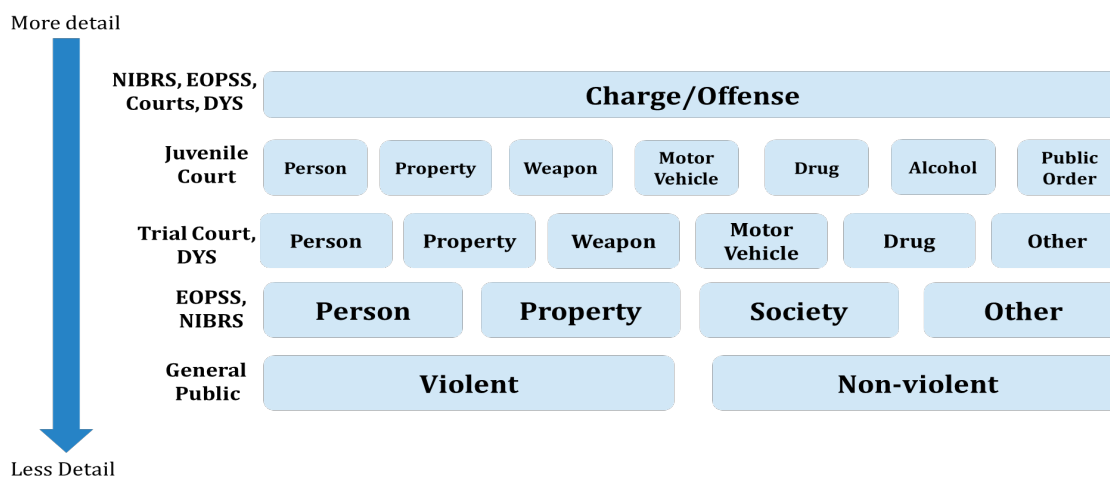 More detail
NIBRS, EOPSS,
Courts, DYS
Charge/Offense
Juvenile
Court
Person
Property
Weapon
Motor
Vehicle
Drug
Alcohol
Public
Order
Trial Court,
DYS
Person
Property
Weapon
Motor
Vehicle
Drug
Other
EOPSS,
NIBRS
Person
Property
Society
Other
General
Public
Violent
Non-violent
Less Detail